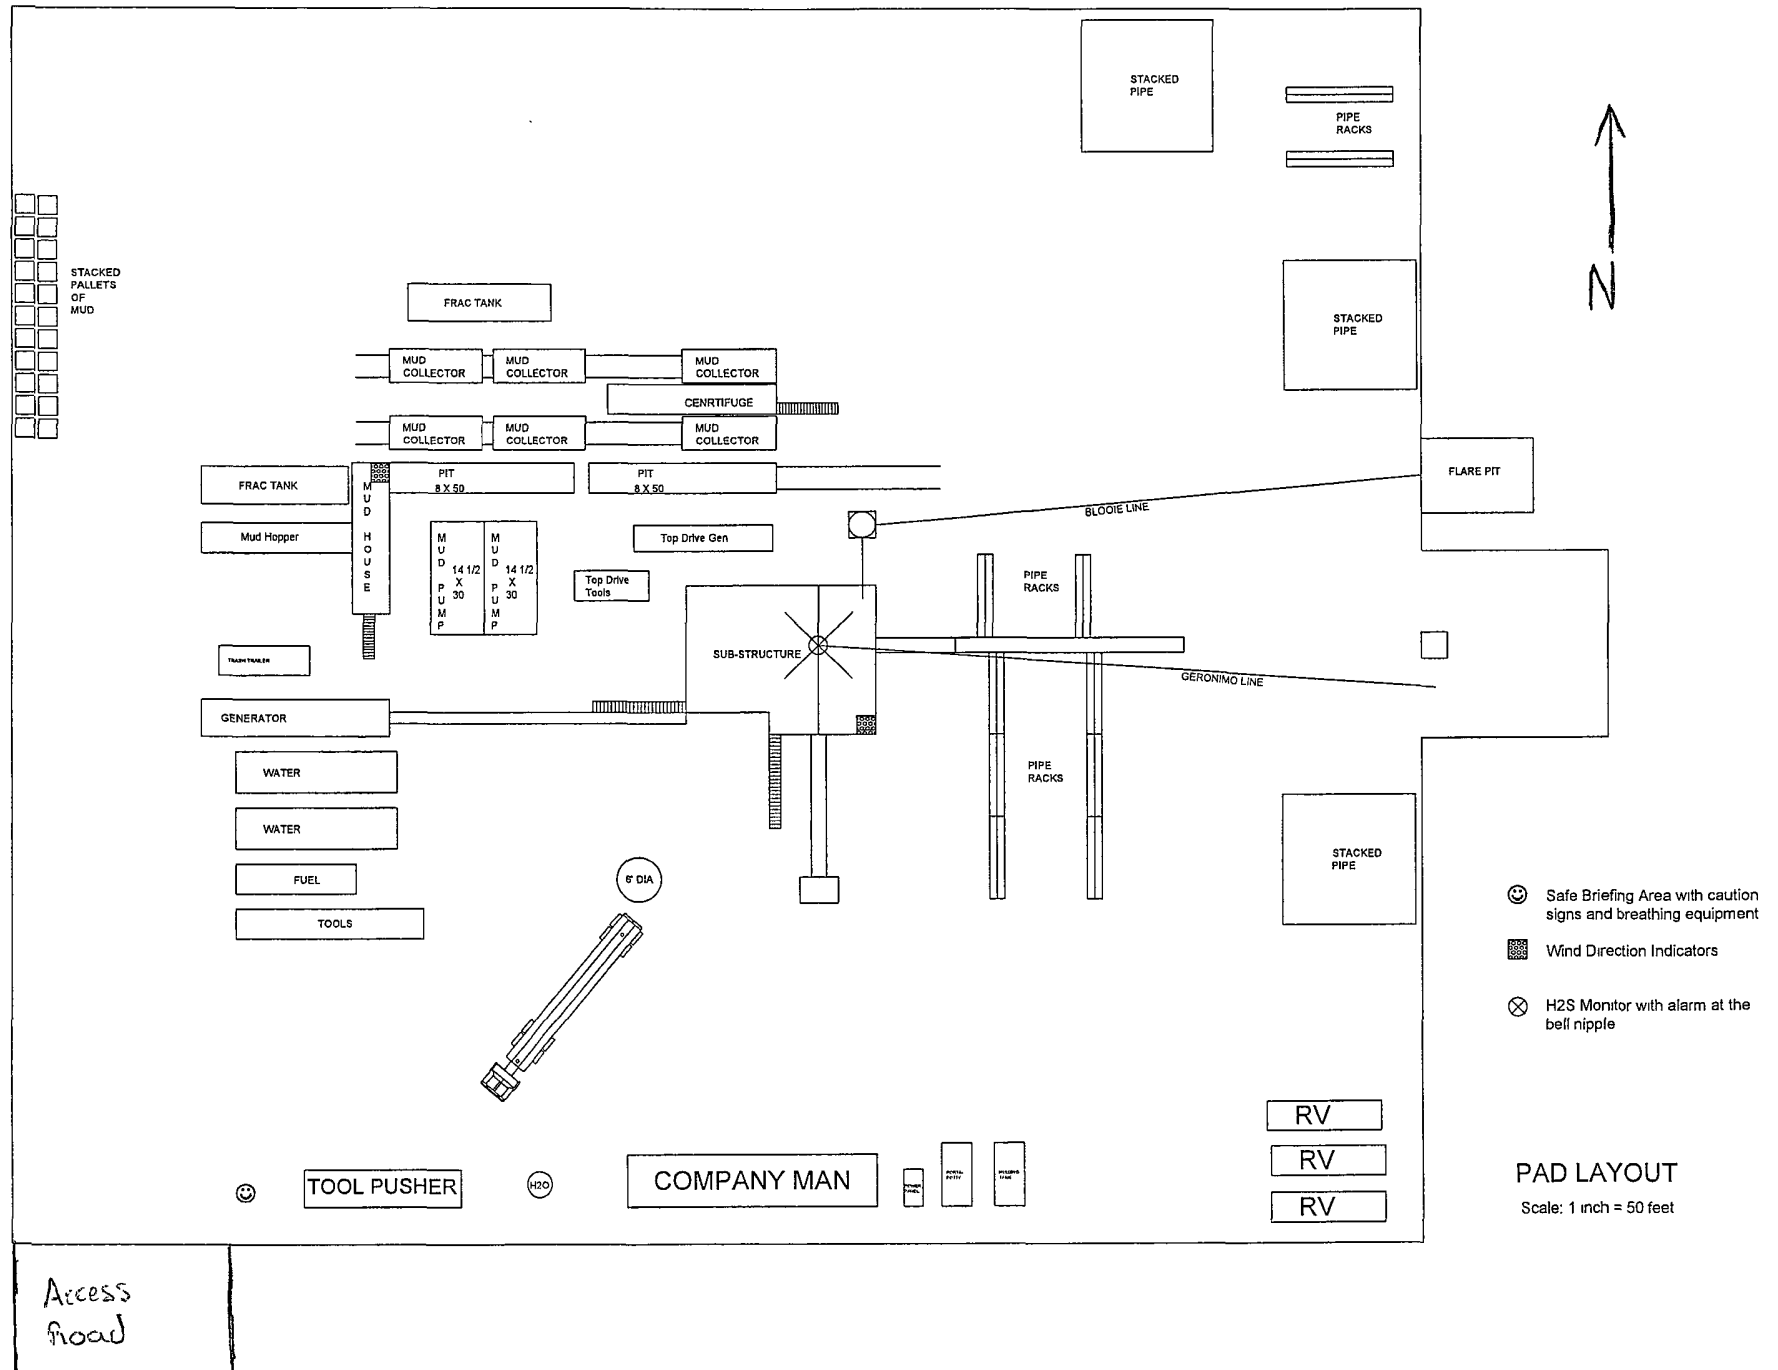 STACKED
PIPE
PIPE
RACKS
N
STACKED
PALLETS
OF
MUD
FRAC TANK
STACKED
PIPE
MUD
COLLECTOR
MUD
COLLECTOR
MUD
COLLECTOR
CENRTIFUGE
MUD
COLLECTOR
MUD
COLLECTOR
MUD
COLLECTOR
FRAC TANK
PIT
8 X 50
PIT
8 X 50
FLARE PIT
BLOOIE LINE
Mud Hopper
MUD HOUSE
MUD PUMP
14 1/2
X
30
MUD PUMP
14 1/2
X
30
Top Drive Gen
Top Drive
Tools
PIPE
RACKS
SUB-STRUCTURE
GERONIMO LINE
TRASH TRAILER
GENERATOR
WATER
PIPE
RACKS
WATER
STACKED
PIPE
FUEL
6' DIA
TOOLS
Safe Briefing Area with caution
signs and breathing equipment
Wind Direction Indicators
H2S Monitor with alarm at the
bell nipple
RV
RV
RV
TOOL PUSHER
H2O
COMPANY MAN
PORTA-
POTTY
PAD LAYOUT
Scale: 1 inch = 50 feet
Access
Road